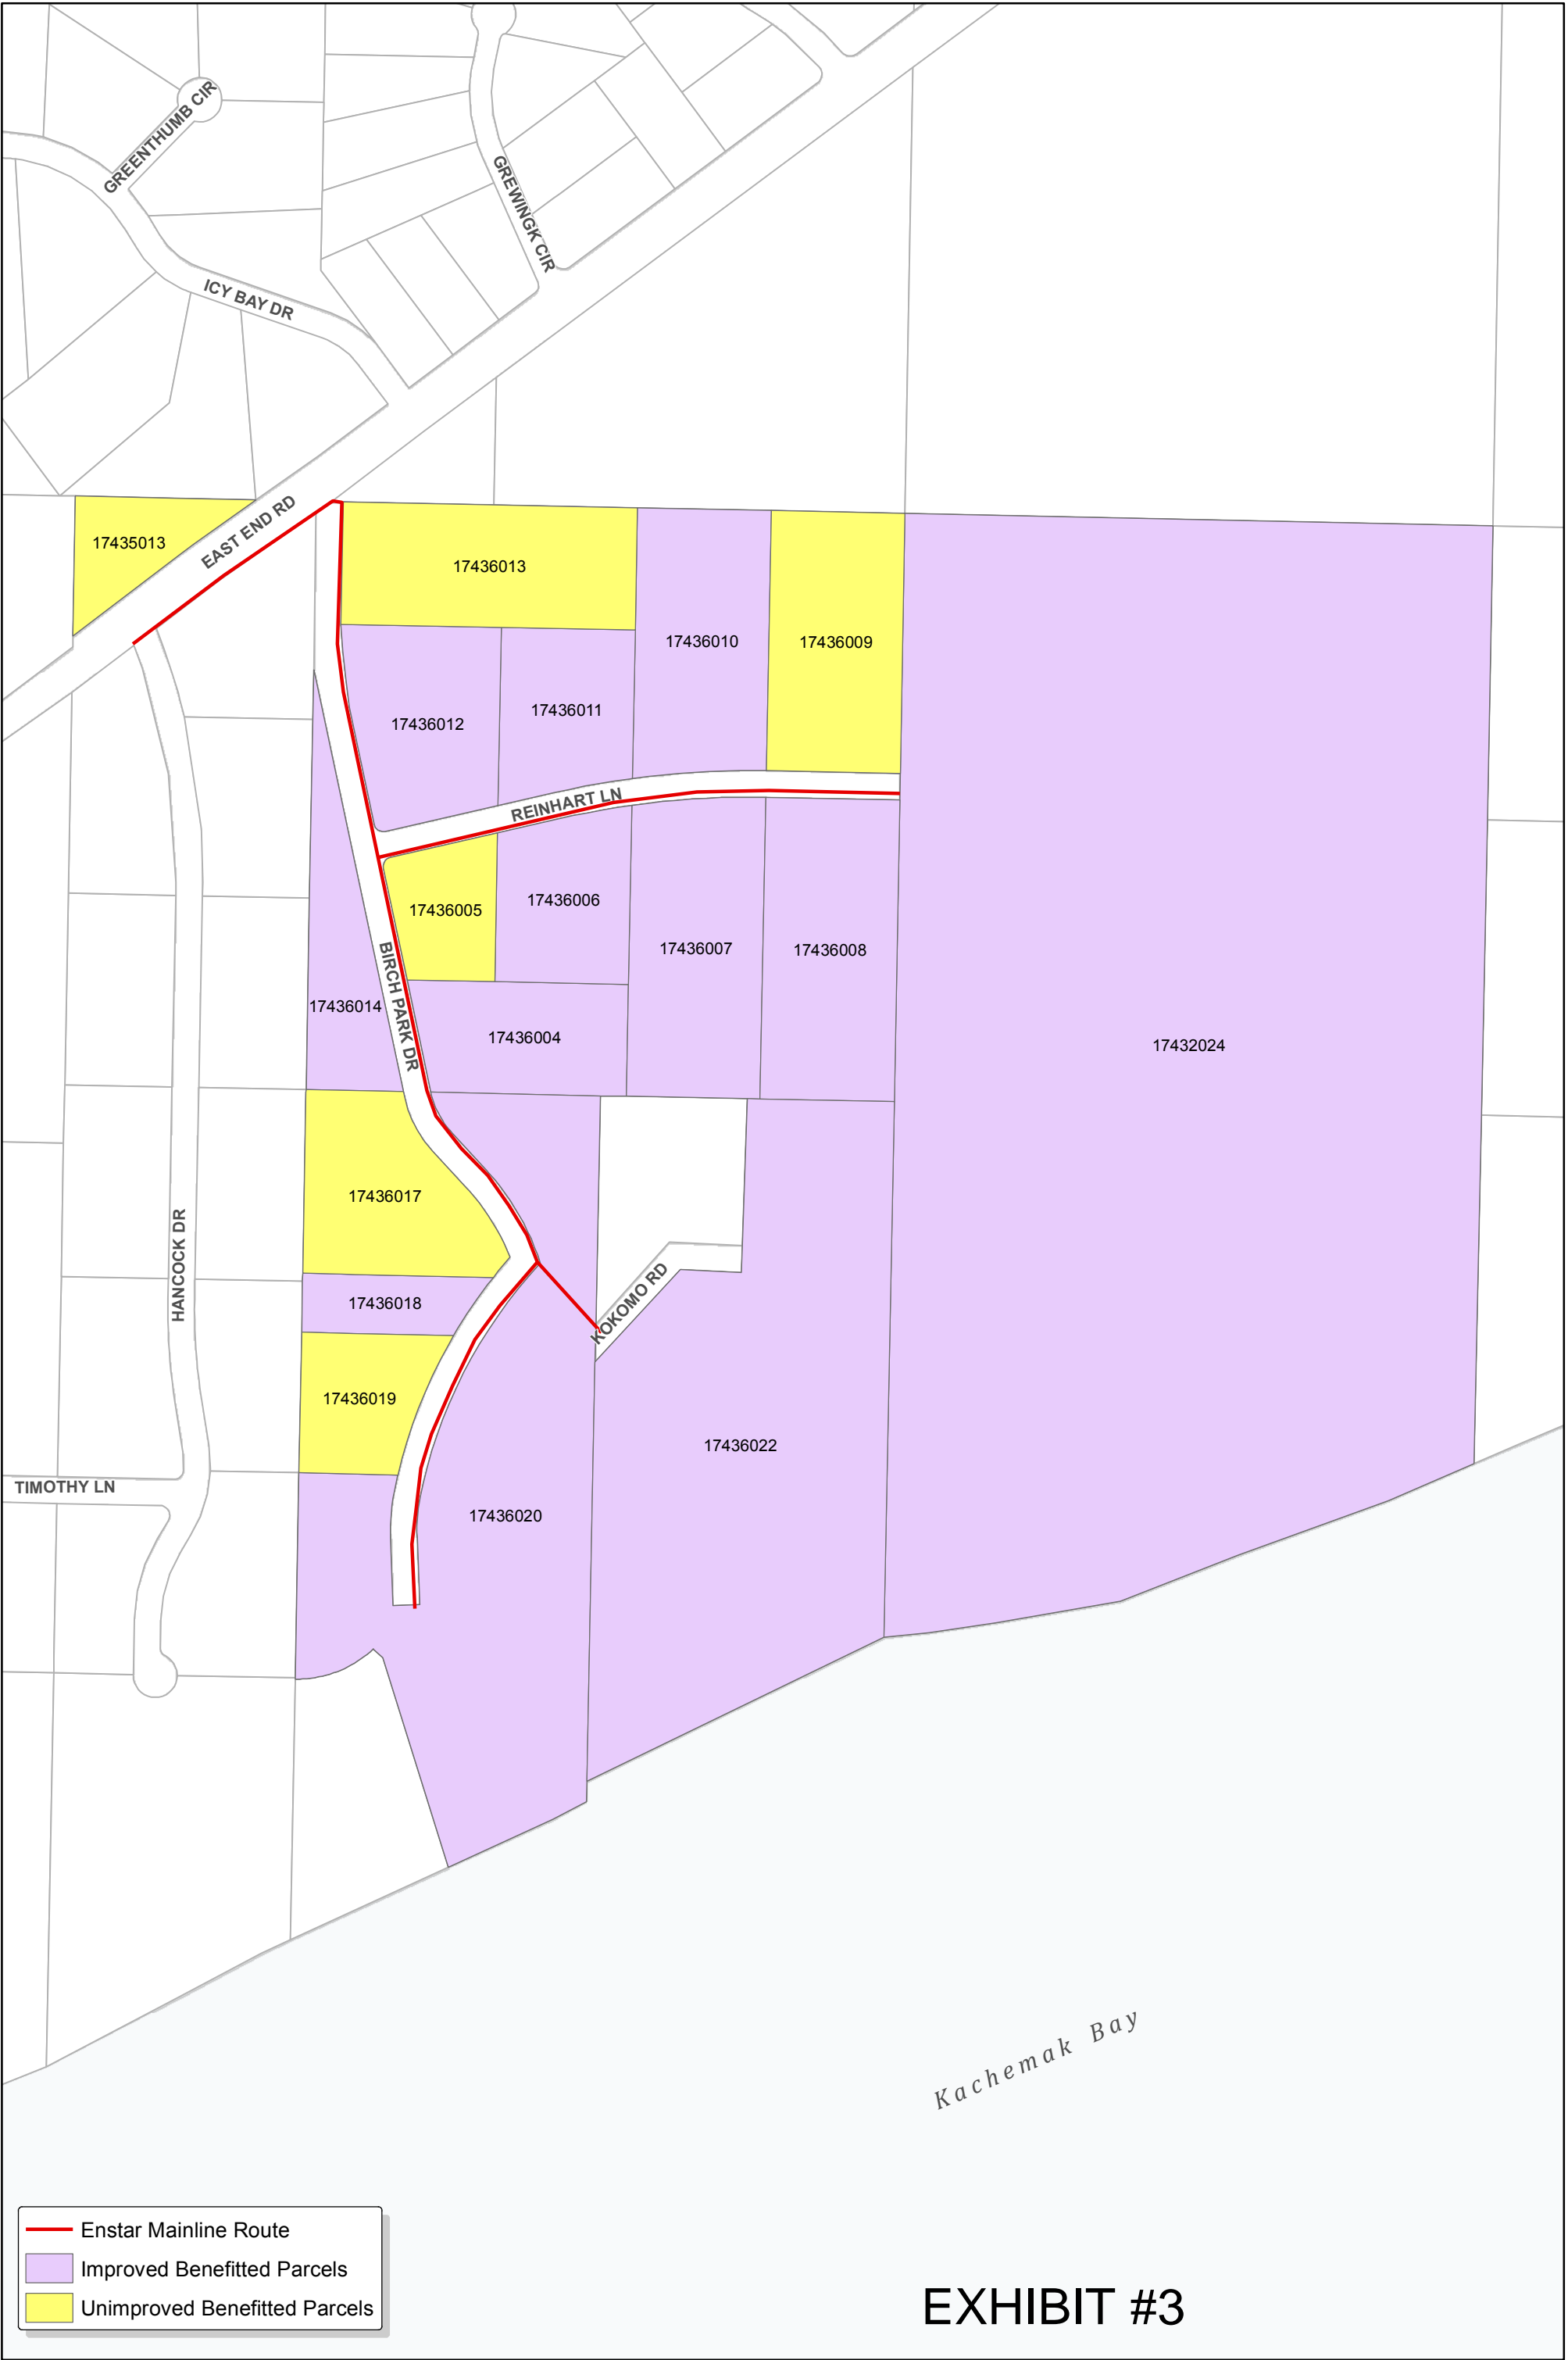 GREENTHUMB CIR
GREWINGK CIR
ICY BAY DR
EAST END RD
17435013
17436013
17436010
17436009
17436012
17436011
REINHART LN
17436005
17436006
17436007
17436008
BIRCH PARK DR
17436014
17436004
17432024
17436017
HANCOCK DR
17436018
KOKOMO RD
17436019
17436022
TIMOTHY LN
17436020
Kachemak Bay
Enstar Mainline Route
Improved Benefitted Parcels
Unimproved Benefitted Parcels
EXHIBIT #3